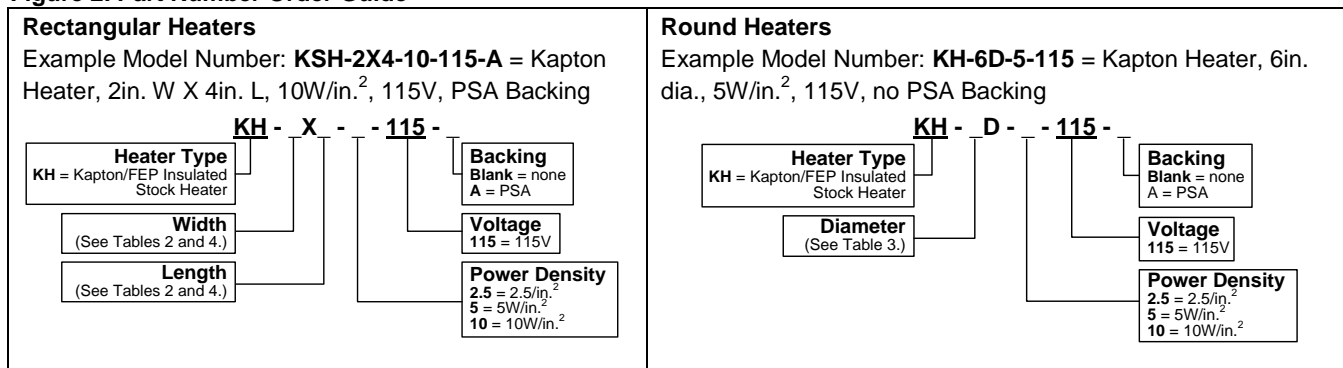 Figure 2. Part Number Order Guide
Rectangular Heaters
Example Model Number: KSH-2X4-10-115-A = Kapton
Heater, 2in. W X 4in. L, 10W/in.², 115V, PSA Backing
KH - _X_ - _ - 115 - _
Heater Type
KH = Kapton/FEP Insulated
Stock Heater
Width
(See Tables 2 and 4.)
Length
(See Tables 2 and 4.)
Backing
Blank = none
A = PSA
Voltage
115 = 115V
Power Density
2.5 = 2.5/in.²
5 = 5W/in.²
10 = 10W/in.²
Round Heaters
Example Model Number: KH-6D-5-115 = Kapton Heater, 6in.
dia., 5W/in.², 115V, no PSA Backing
KH - _D - _ - 115 - _
Heater Type
KH = Kapton/FEP Insulated
Stock Heater
Diameter
(See Table 3.)
Backing
Blank = none
A = PSA
Voltage
115 = 115V
Power Density
2.5 = 2.5/in.²
5 = 5W/in.²
10 = 10W/in.²